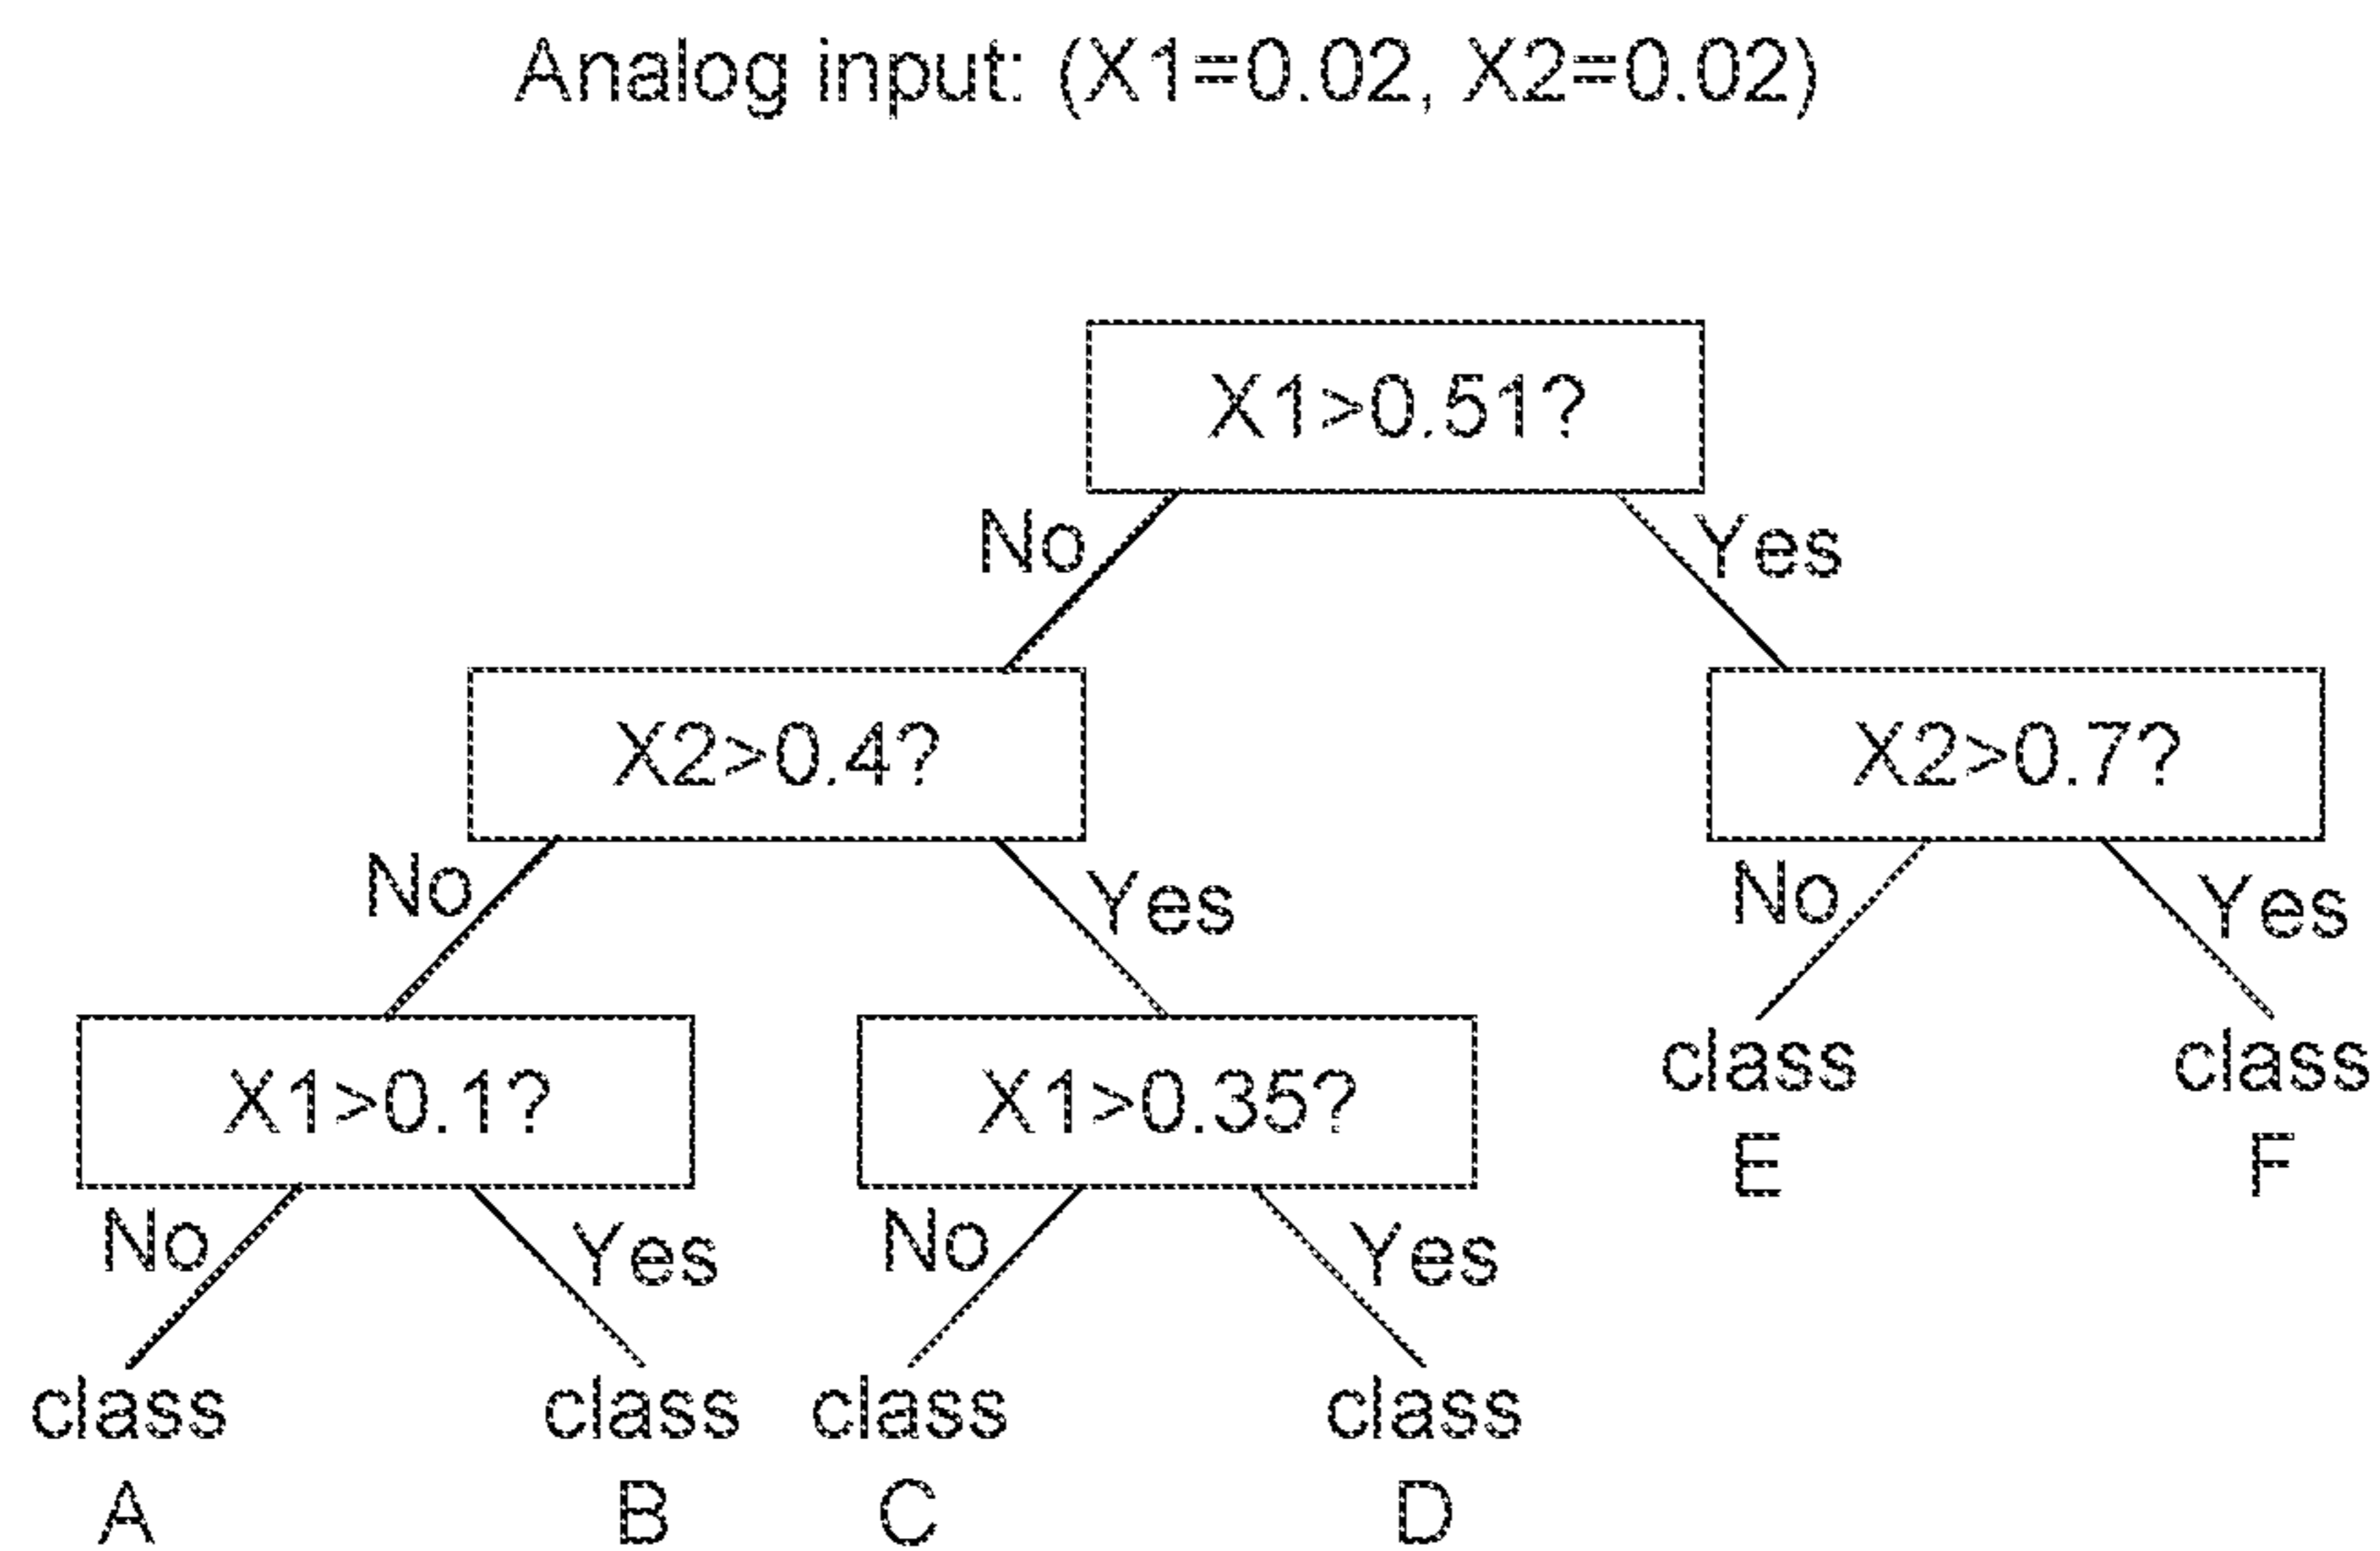 Analog input: (X1=0.02, X2=0.02)
X1>0.51?
No
Yes
X2>0.4?
X2>0.7?
No
Yes
No
Yes
X1>0.1?
X1>0.35?
class
E
class
F
No
Yes
No
Yes
class
A
class
B
class
C
class
D